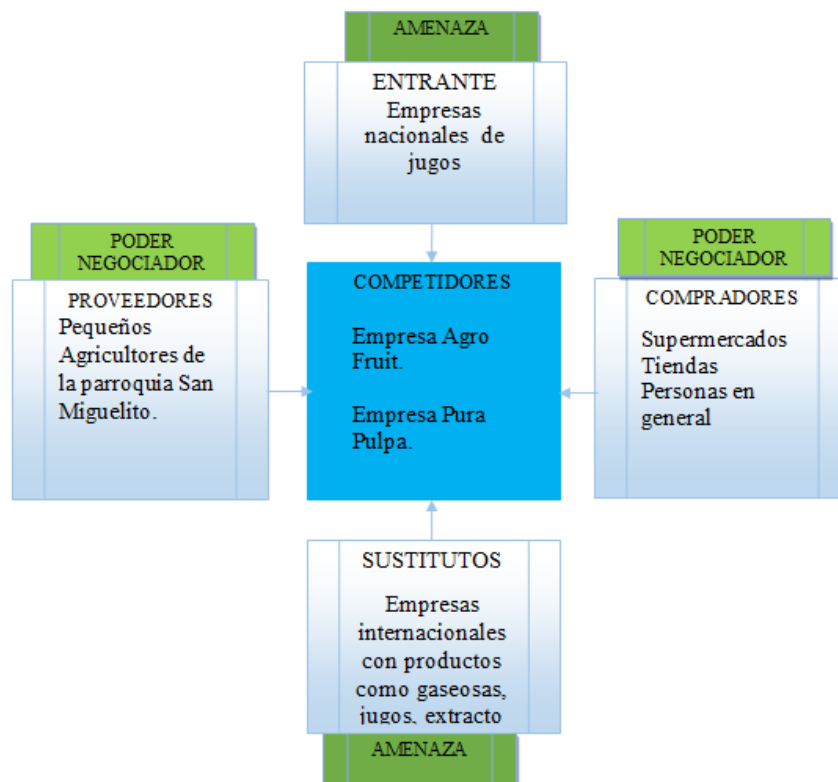 AMENAZA
ENTRANTE
Empresas
nacionales de
jugos
PODER
NEGOCIADOR
PROVEEDORES
Pequeños
Agricultores de
la parroquia San
Miguelito.
COMPETIDORES
Empresa Agro
Fruit.
Empresa Pura
Pulpa.
PODER
NEGOCIADOR
COMPRADORES
Supermercados
Tiendas
Personas en
general
SUSTITUTOS
Empresas
internacionales
con productos
como gaseosas,
jugos, extracto
AMENAZA